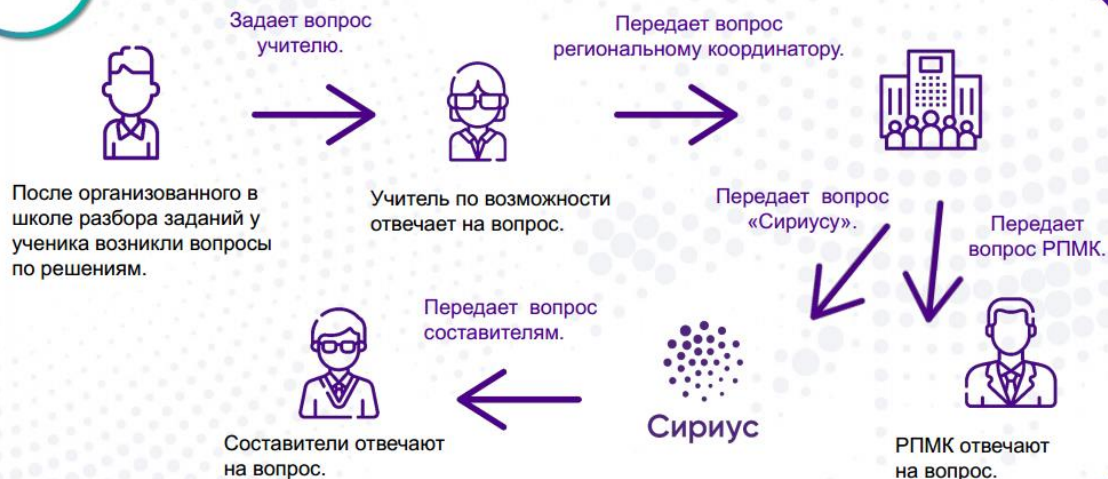 Задает вопрос
учителю.
Передает вопрос
региональному координатору.
После организованного в
школе разбора заданий у
ученика возникли вопросы
по решениям.
Учитель по возможности
отвечает на вопрос.
Передает вопрос
«Сириусу».
Передает
вопрос РПМК.
Передает вопрос
составителям.
Сириус
Составители отвечают
на вопрос.
РПМК отвечают
на вопрос.